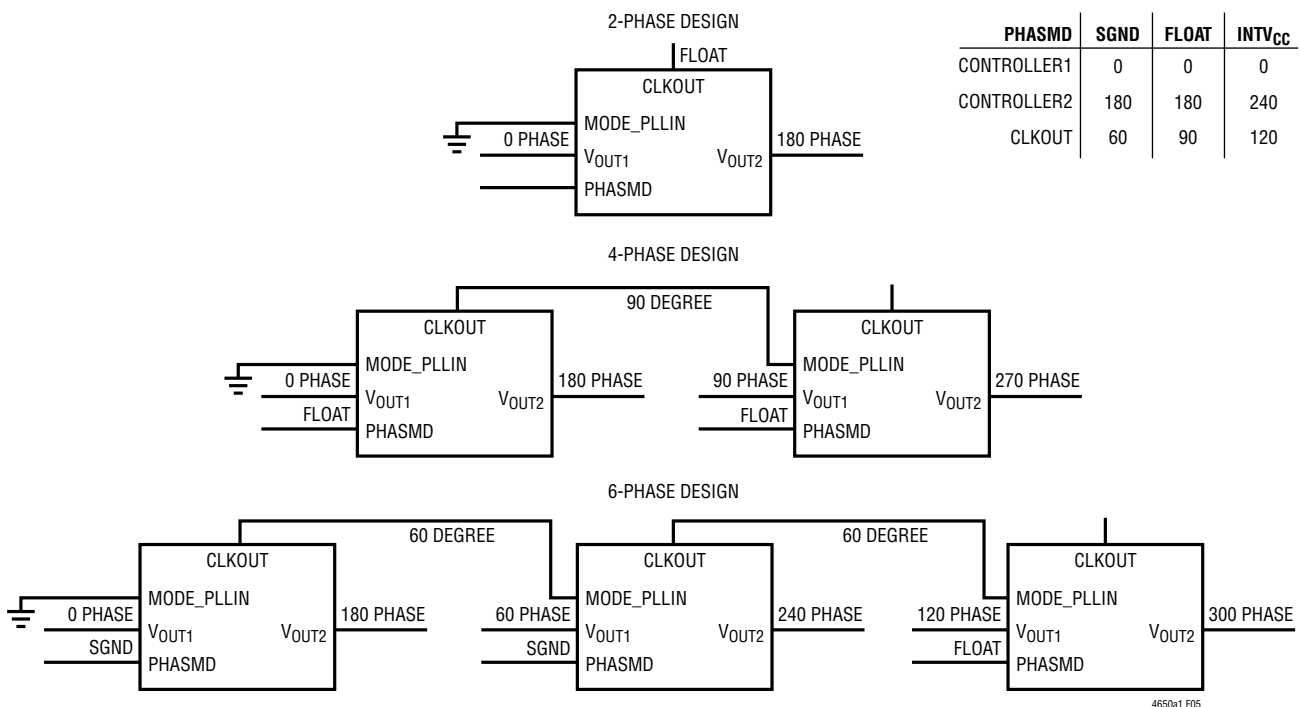 2-PHASE DESIGN
FLOAT
CLKOUT
MODE_PLLIN
0 PHASE
VOUT1
VOUT2
180 PHASE
PHASMD
PHASMD SGND FLOAT INTVCC
CONTROLLER1 0 0 0
CONTROLLER2 180 180 240
CLKOUT 60 90 120
4-PHASE DESIGN
90 DEGREE
CLKOUT
MODE_PLLIN
0 PHASE
VOUT1
VOUT2
180 PHASE
FLOAT
PHASMD
CLKOUT
MODE_PLLIN
90 PHASE
VOUT1
VOUT2
270 PHASE
FLOAT
PHASMD
6-PHASE DESIGN
60 DEGREE
60 DEGREE
CLKOUT
MODE_PLLIN
0 PHASE
VOUT1
VOUT2
180 PHASE
SGND
PHASMD
CLKOUT
MODE_PLLIN
60 PHASE
VOUT1
VOUT2
240 PHASE
SGND
PHASMD
CLKOUT
MODE_PLLIN
120 PHASE
VOUT1
VOUT2
300 PHASE
FLOAT
PHASMD
4650a1 F05